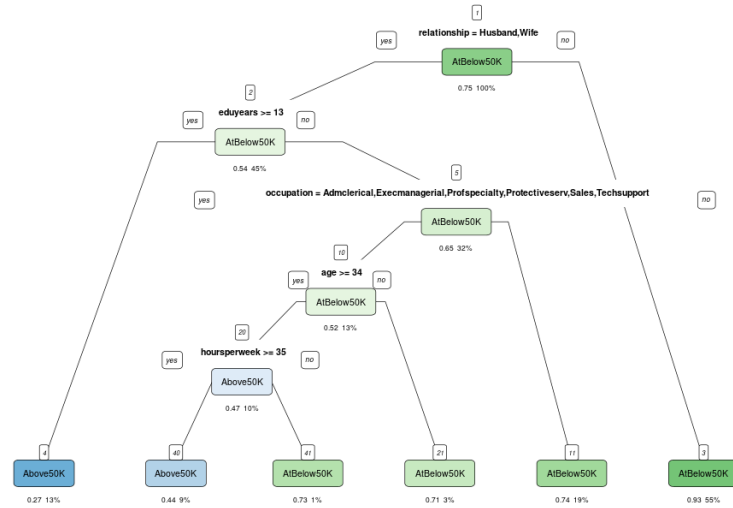 1
relationship = Husband,Wife
yes
no
AtBelow50K
0.75 100%
2
eduyears >= 13
yes
no
AtBelow50K
0.54 45%
5
occupation = Admclerical,Execmanagerial,Profspecialty,Protectiveserv,Sales,Techsupport
yes
no
AtBelow50K
0.65 32%
10
age >= 34
yes
no
AtBelow50K
0.52 13%
20
hoursperweek >= 35
yes
no
Above50K
0.47 10%
4
40
41
21
11
3
Above50K
Above50K
AtBelow50K
AtBelow50K
AtBelow50K
AtBelow50K
0.27 13%
0.44 9%
0.73 1%
0.71 3%
0.74 19%
0.93 55%